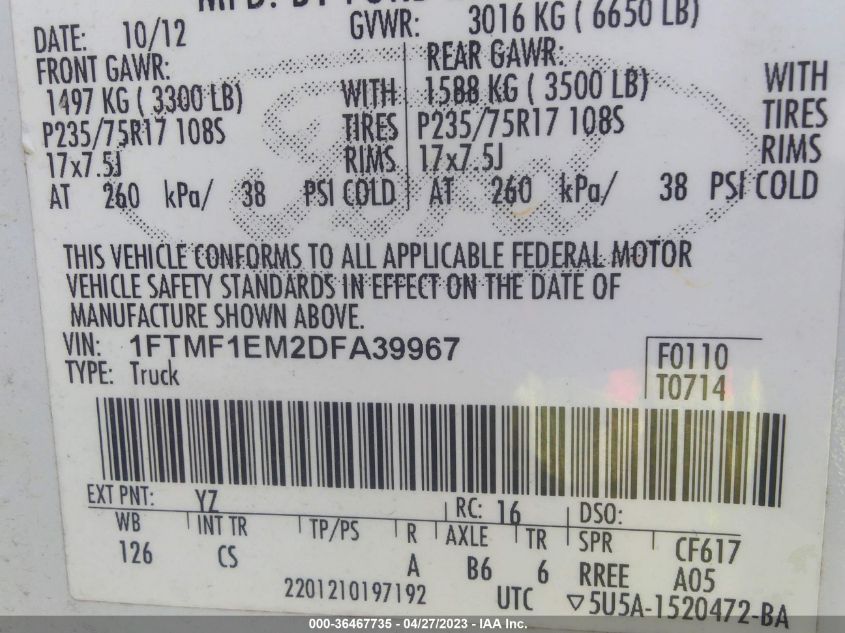 MFD. BY FORD
DATE: 10/12 GVWR: 3016 KG ( 6650 LB)
FRONT GAWR: REAR GAWR:
1497 KG ( 3300 LB) WITH 1588 KG ( 3500 LB) WITH
P235/75R17 108S TIRES P235/75R17 108S TIRES
17x7.5J RIMS 17x7.5J RIMS
AT 260 kPa/ 38 PSI COLD AT 260 kPa/ 38 PSI COLD
Ford
THIS VEHICLE CONFORMS TO ALL APPLICABLE FEDERAL MOTOR
VEHICLE SAFETY STANDARDS IN EFFECT ON THE DATE OF
MANUFACTURE SHOWN ABOVE.
VIN: 1FTMF1EM2DFA39967 F0110
TYPE: Truck T0714
EXT PNT: YZ RC: 16 DSO:
WB INT TR TP/PS R AXLE TR SPR CF617
126 CS A B6 6 RREE A05
2201210197192 UTC ▽5U5A-1520472-BA
000-36467735 - 04/27/2023 - IAA Inc.